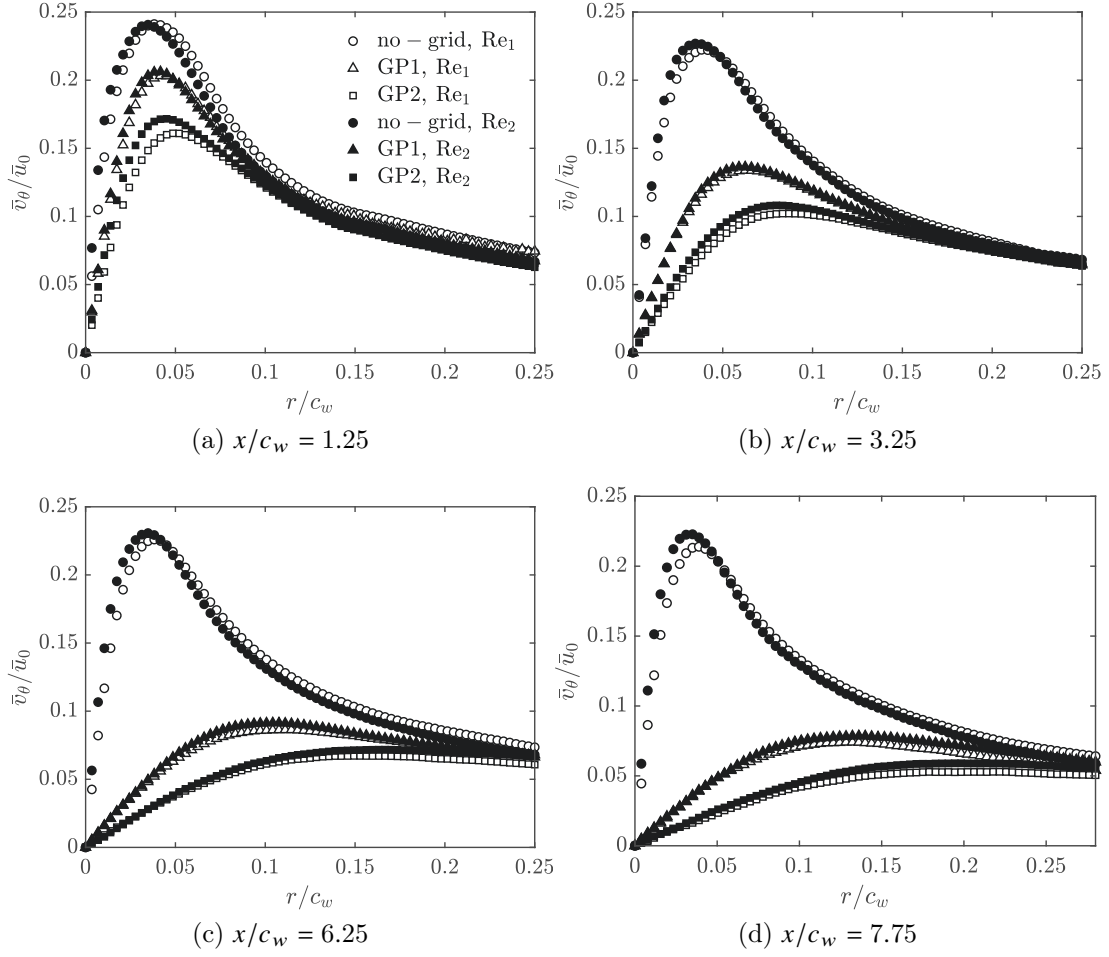 0.25
0.2
0.15
0.1
0.05
0
v̄θ/ū0
0 0.05 0.1 0.15 0.2 0.25
r/cw
no − grid, Re1
GP1, Re1
GP2, Re1
no − grid, Re2
GP1, Re2
GP2, Re2
(a) x/cw = 1.25
0.25
0.2
0.15
0.1
0.05
0
v̄θ/ū0
0 0.05 0.1 0.15 0.2 0.25
r/cw
(b) x/cw = 3.25
0.25
0.2
0.15
0.1
0.05
0
v̄θ/ū0
0 0.05 0.1 0.15 0.2 0.25
r/cw
(c) x/cw = 6.25
0.25
0.2
0.15
0.1
0.05
0
v̄θ/ū0
0 0.05 0.1 0.15 0.2 0.25
r/cw
(d) x/cw = 7.75